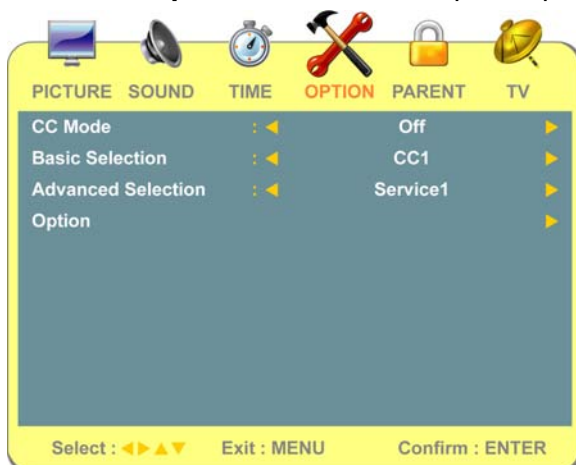 PICTURE SOUND TIME OPTION PARENT TV
CC Mode : ◀ Off ▶
Basic Selection : ◀ CC1 ▶
Advanced Selection : ◀ Service1 ▶
Option ▶
Select : ◀▶▲▼ Exit : MENU Confirm : ENTER